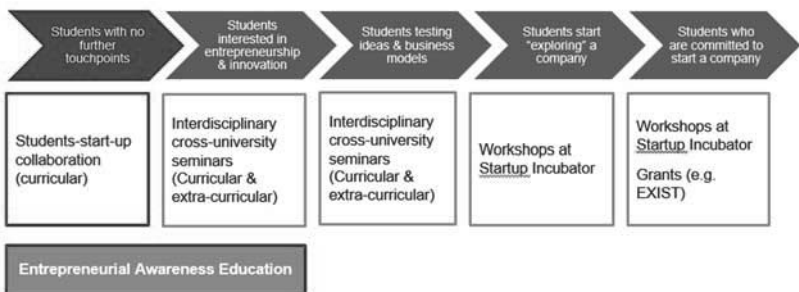 Students with no
further
touchpoints
Students
interested in
entrepreneurship
& innovation
Students testing
ideas & business
models
Students start
"exploring" a
company
Students who
are committed to
start a company
Students-start-up
collaboration
(curricular)
Interdisciplinary
cross-university
seminars
(Curricular &
extra-curricular)
Interdisciplinary
cross-university
seminars
(Curricular &
extra-curricular)
Workshops at
Startup Incubator
Workshops at
Startup Incubator
Grants (e.g.
EXIST)
Entrepreneurial Awareness Education